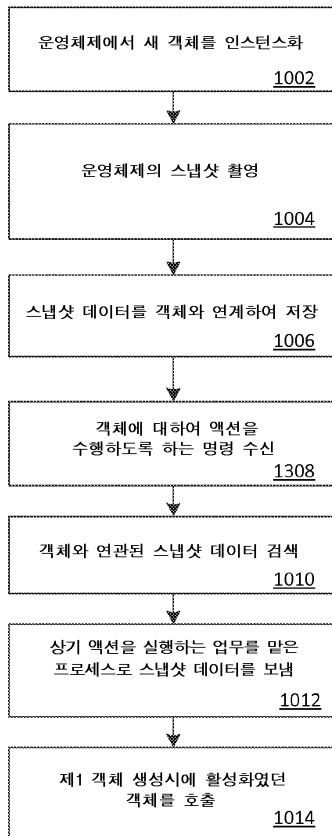 운영체제에서 새 객체를 인스턴스화
1002
운영체제의 스냅샷 촬영
1004
스냅샷 데이터를 객체와 연계하여 저장
1006
객체에 대하여 액션을
수행하도록 하는 명령 수신
1308
객체와 연관된 스냅샷 데이터 검색
1010
상기 액션을 실행하는 업무를 맡은
프로세스로 스냅샷 데이터를 보냄
1012
제1 객체 생성시에 활성화였던
객체를 호출
1014